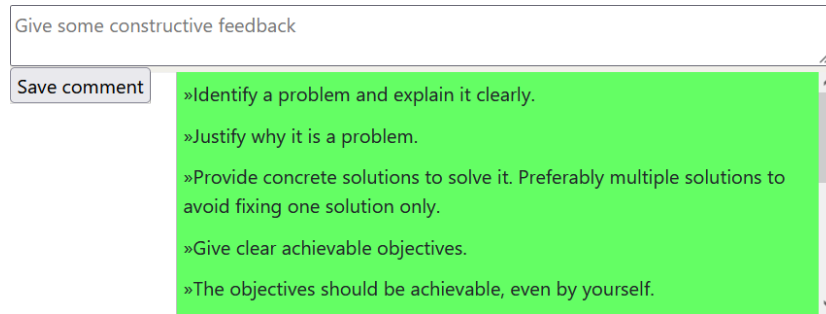 Give some constructive feedback
Save comment
»Identify a problem and explain it clearly.
»Justify why it is a problem.
»Provide concrete solutions to solve it. Preferably multiple solutions to
avoid fixing one solution only.
»Give clear achievable objectives.
»The objectives should be achievable, even by yourself.